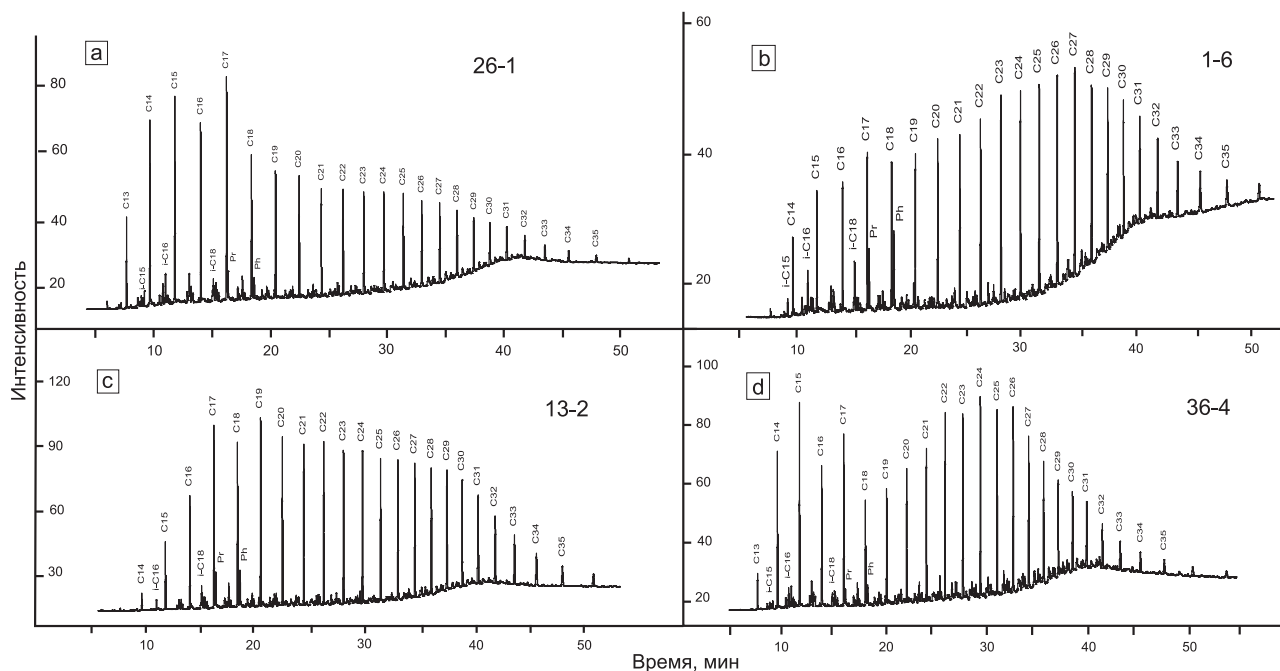 Интенсивность
a
26-1
80
60
40
20
C13
C14
i-C15
C15
i-C16
C16
i-C18
C17
Pr
C18
Ph
C19
C20
C21
C22
C23
C24
C25
C26
C27
C28
C29
C30
C31
C32
C33
C34
C35
10
20
30
40
50
b
1-6
60
40
20
i-C15
C14
i-C16
C15
C16
i-C18
C17
Pr
C18
Ph
C19
C20
C21
C22
C23
C24
C25
C26
C27
C28
C29
C30
C31
C32
C33
C34
C35
10
20
30
40
50
c
13-2
120
90
60
30
C14
i-C16
C15
C16
i-C18
C17
Pr
C18
Ph
C19
C20
C21
C22
C23
C24
C25
C26
C27
C28
C29
C30
C31
C32
C33
C34
C35
10
20
30
40
50
d
36-4
100
80
60
40
20
C13
i-C15
C14
i-C16
C15
C16
i-C18
C17
Pr
C18
Ph
C19
C20
C21
C22
C23
C24
C25
C26
C27
C28
C29
C30
C31
C32
C33
C34
C35
10
20
30
40
50
Время, мин